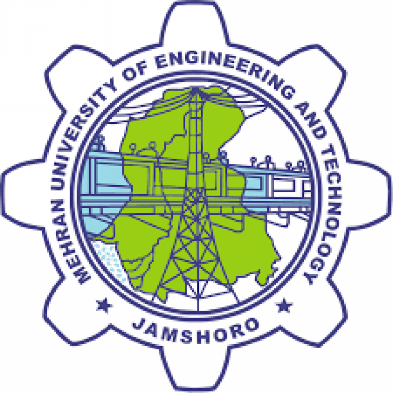 MEHRAN UNIVERSITY OF ENGINEERING AND TECHNOLOGY
JAMSHORO